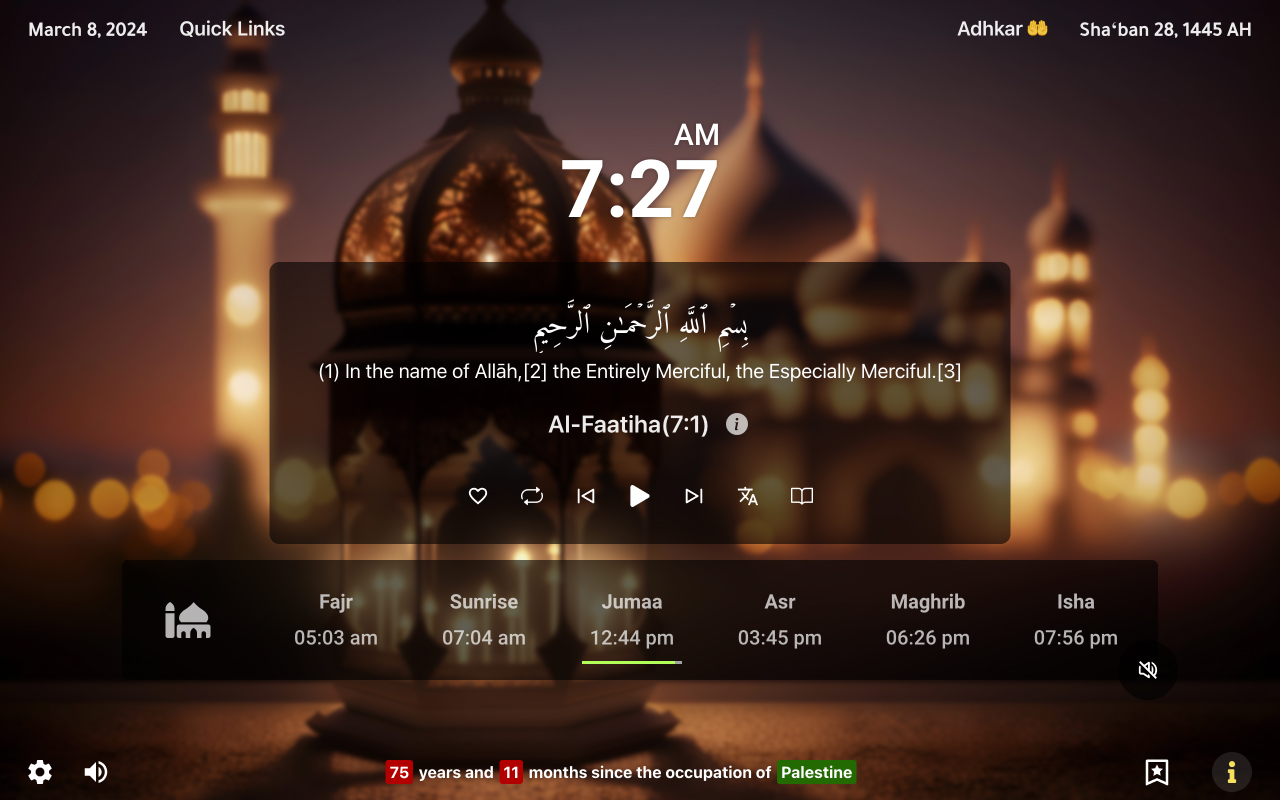 March 8, 2024 Quick Links Adhkar 🤲 Shaʻban 28, 1445 AH
AM
7:27
بِسۡمِ ٱللَّهِ ٱلرَّحۡمَـٰنِ ٱلرَّحِيمِ
(1) In the name of Allāh,[2] the Entirely Merciful, the Especially Merciful.[3]
Al-Faatiha(7:1) i
Fajr Sunrise Jumaa Asr Maghrib Isha
05:03 am 07:04 am 12:44 pm 03:45 pm 06:26 pm 07:56 pm
75 years and 11 months since the occupation of Palestine